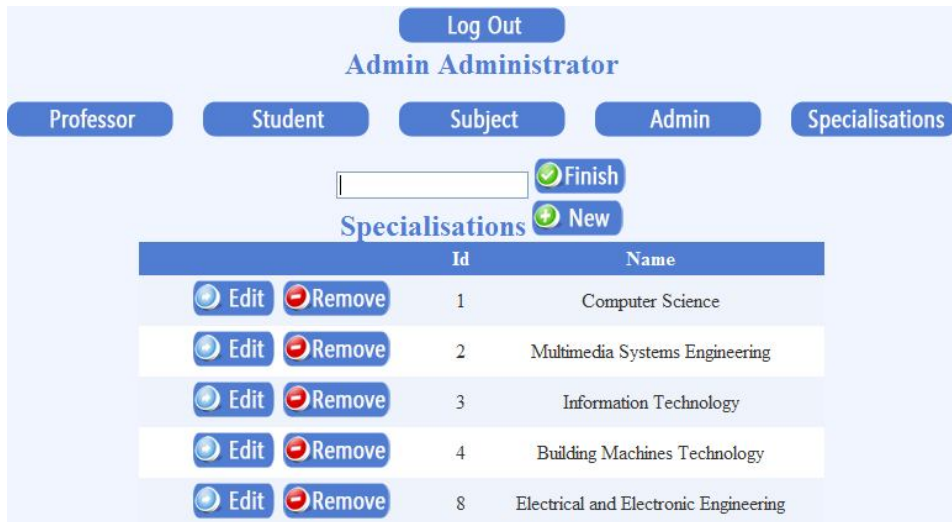 Log Out
Admin Administrator
Professor Student Subject Admin Specialisations
Finish
Specialisations New
Id Name
Edit Remove 1 Computer Science
Edit Remove 2 Multimedia Systems Engineering
Edit Remove 3 Information Technology
Edit Remove 4 Building Machines Technology
Edit Remove 8 Electrical and Electronic Engineering